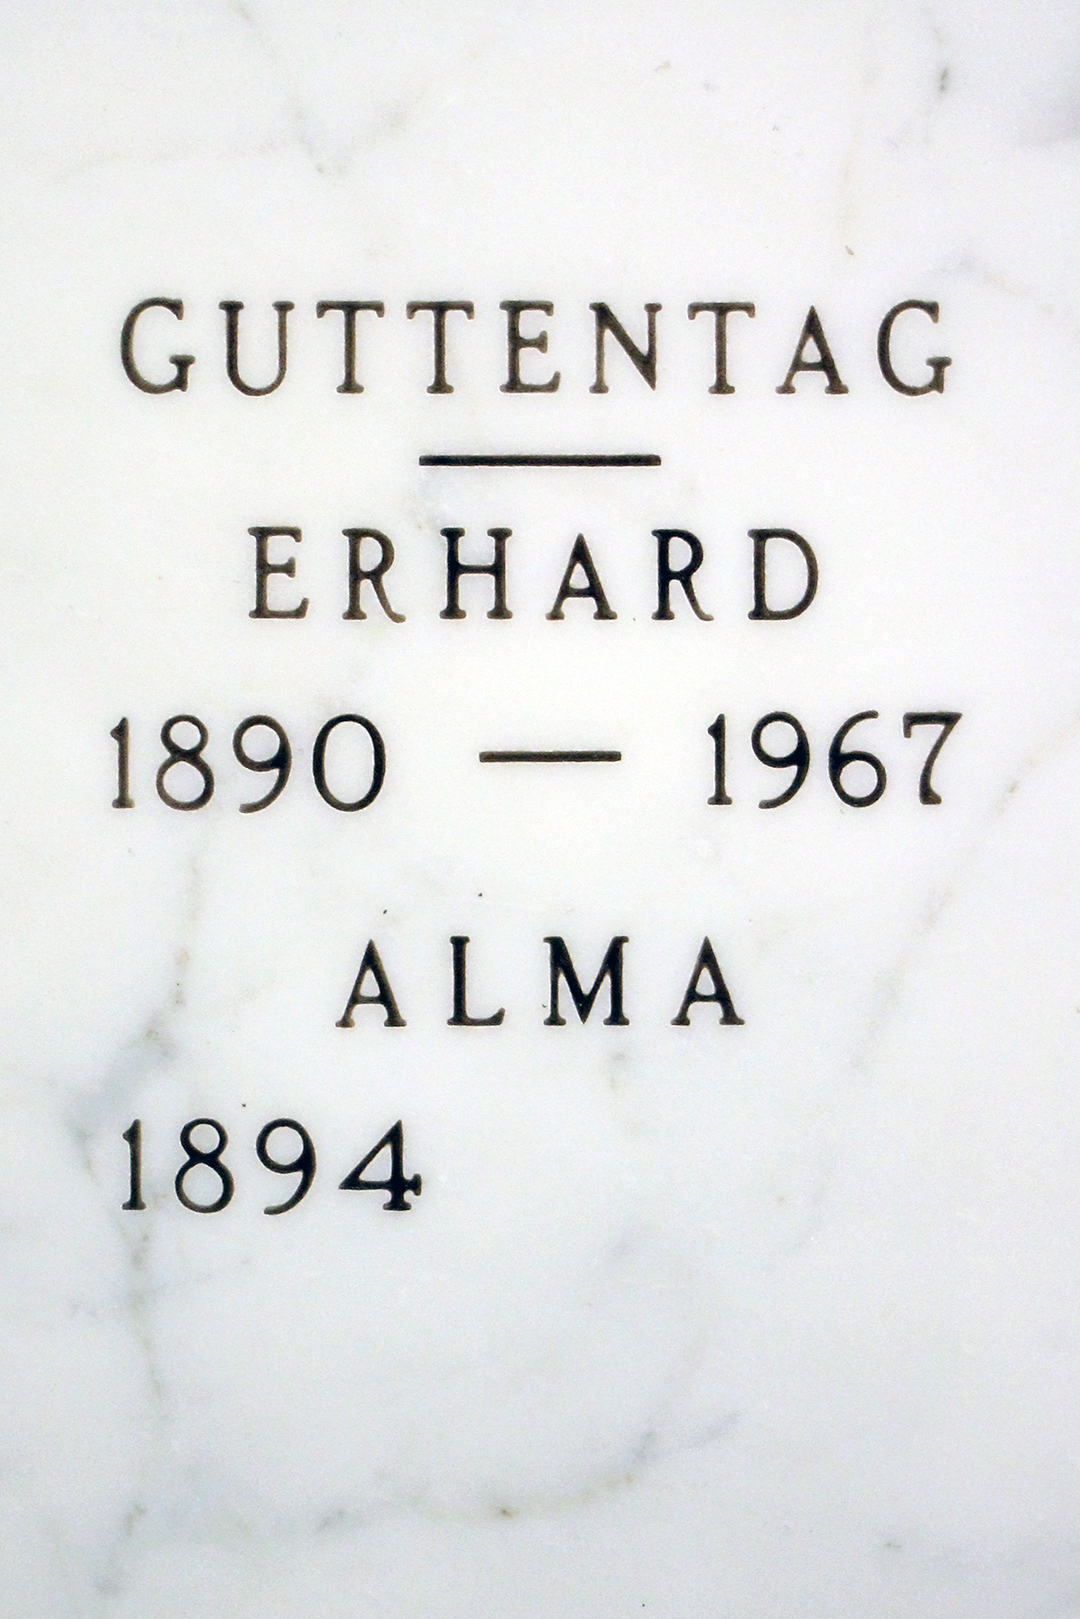 GUTTENTAG
ERHARD
1890 — 1967
ALMA
1894